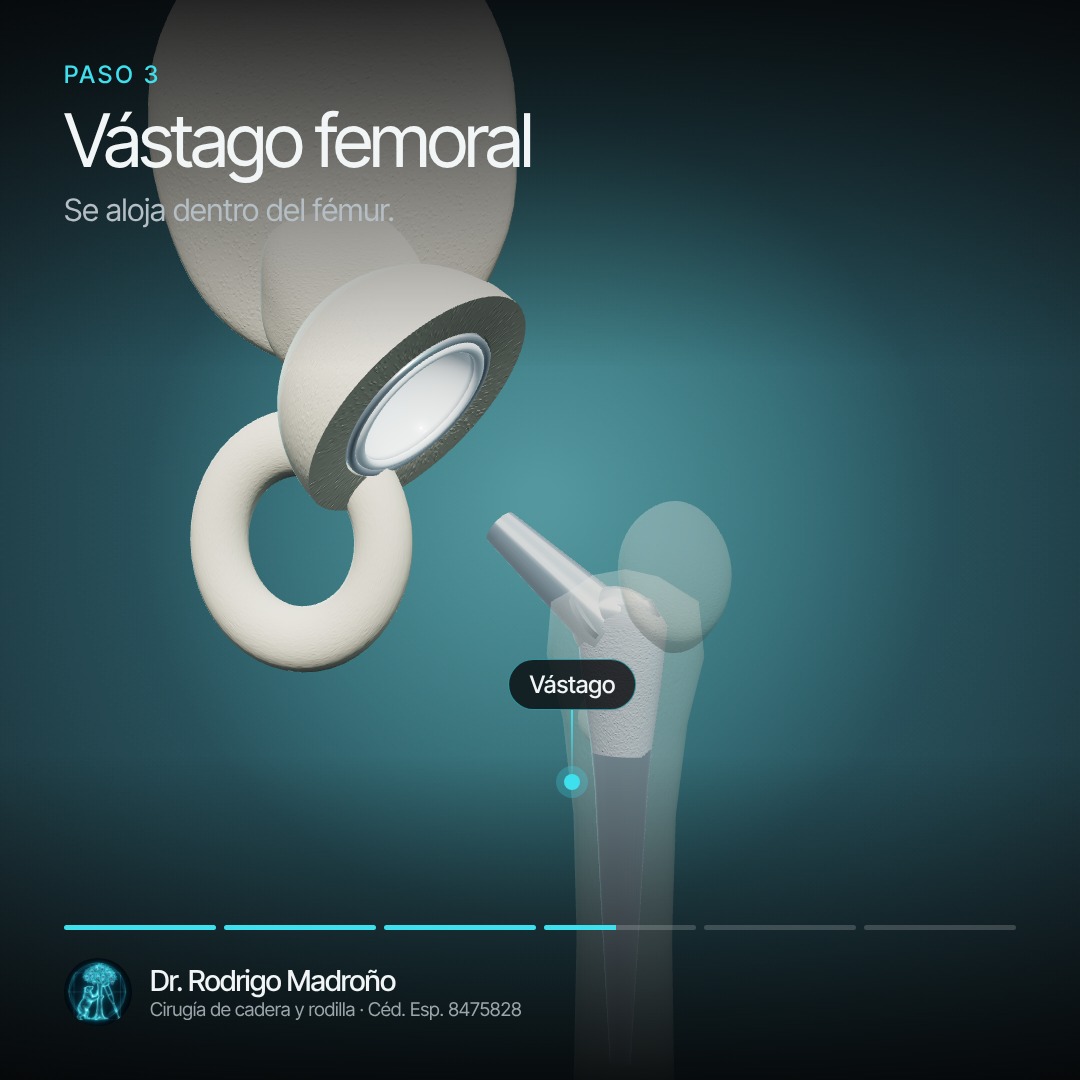 PASO 3
Vástago femoral
Se aloja dentro del fémur.
Vástago
Dr. Rodrigo Madroño
Cirugía de cadera y rodilla · Céd. Esp. 8475828